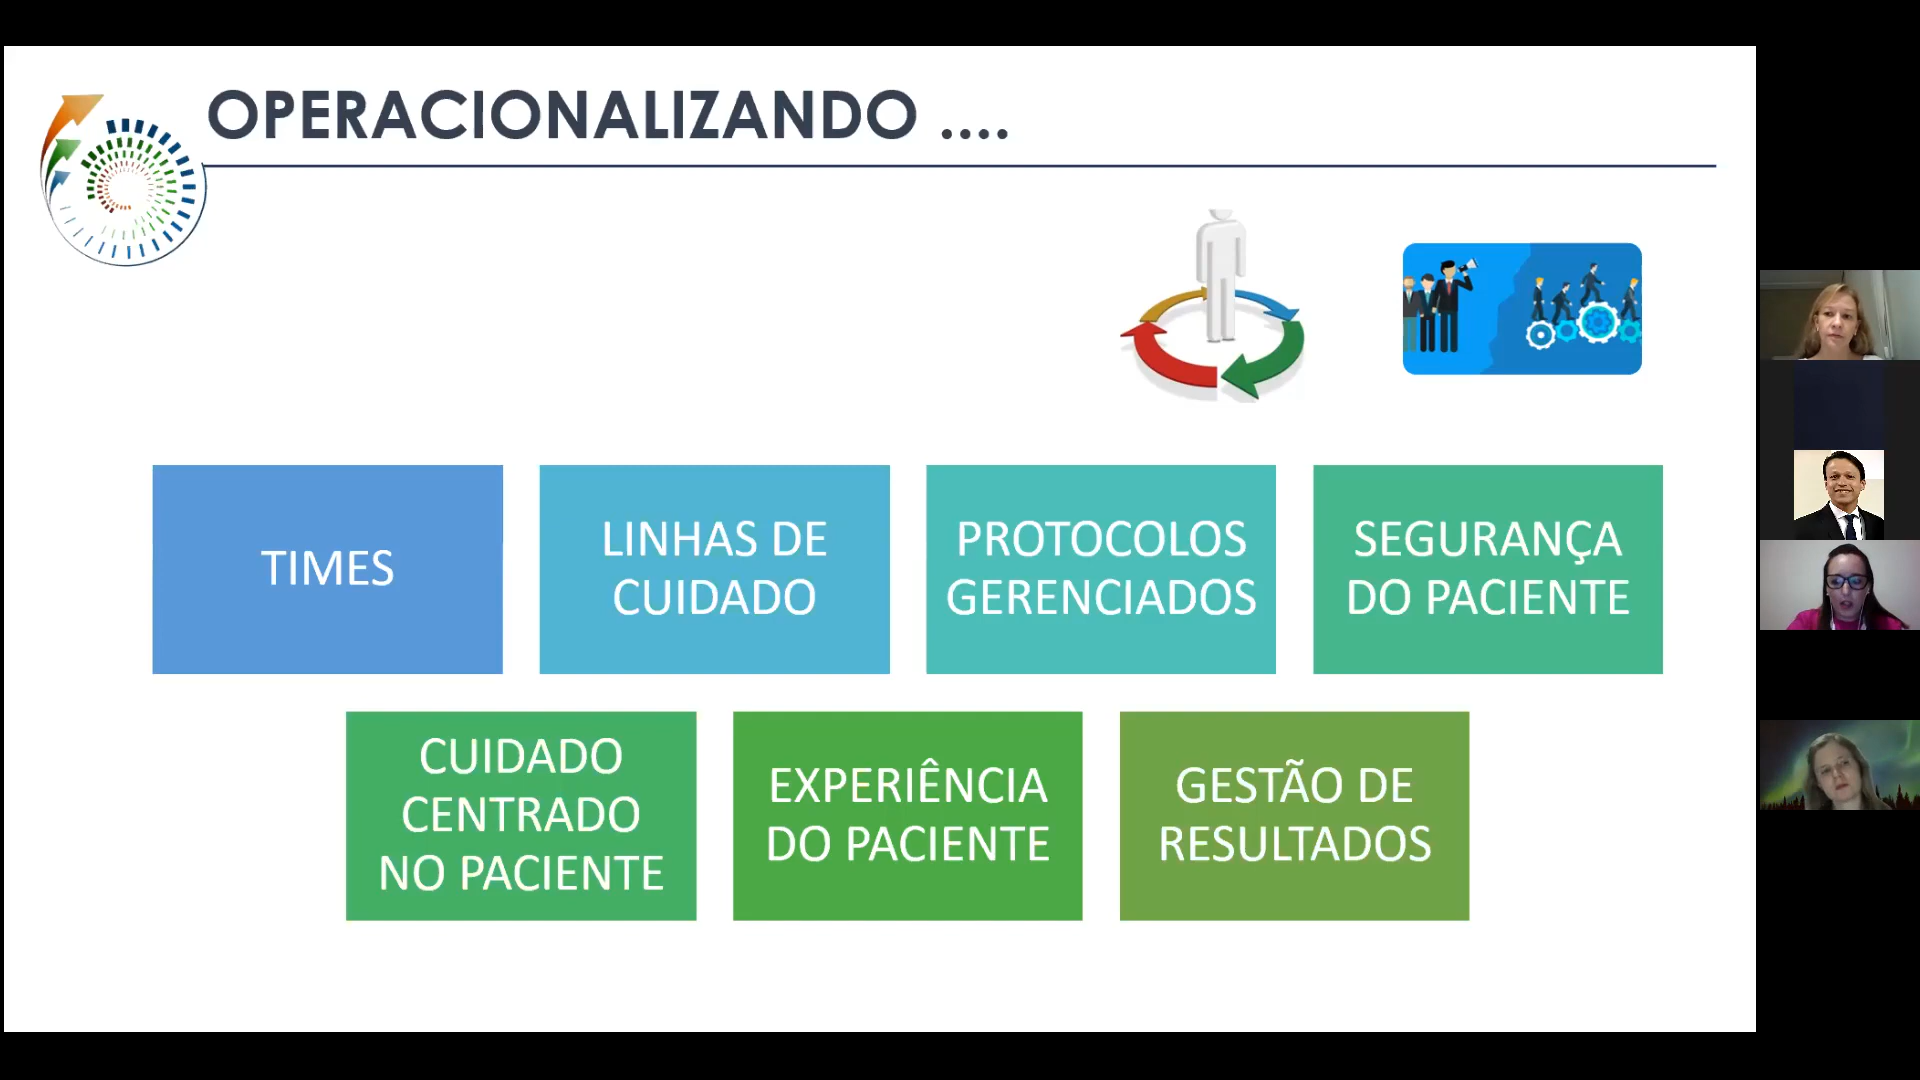 OPERACIONALIZANDO ....
TIMES
LINHAS DE
CUIDADO
PROTOCOLOS
GERENCIADOS
SEGURANÇA
DO PACIENTE
CUIDADO
CENTRADO
NO PACIENTE
EXPERIÊNCIA
DO PACIENTE
GESTÃO DE
RESULTADOS